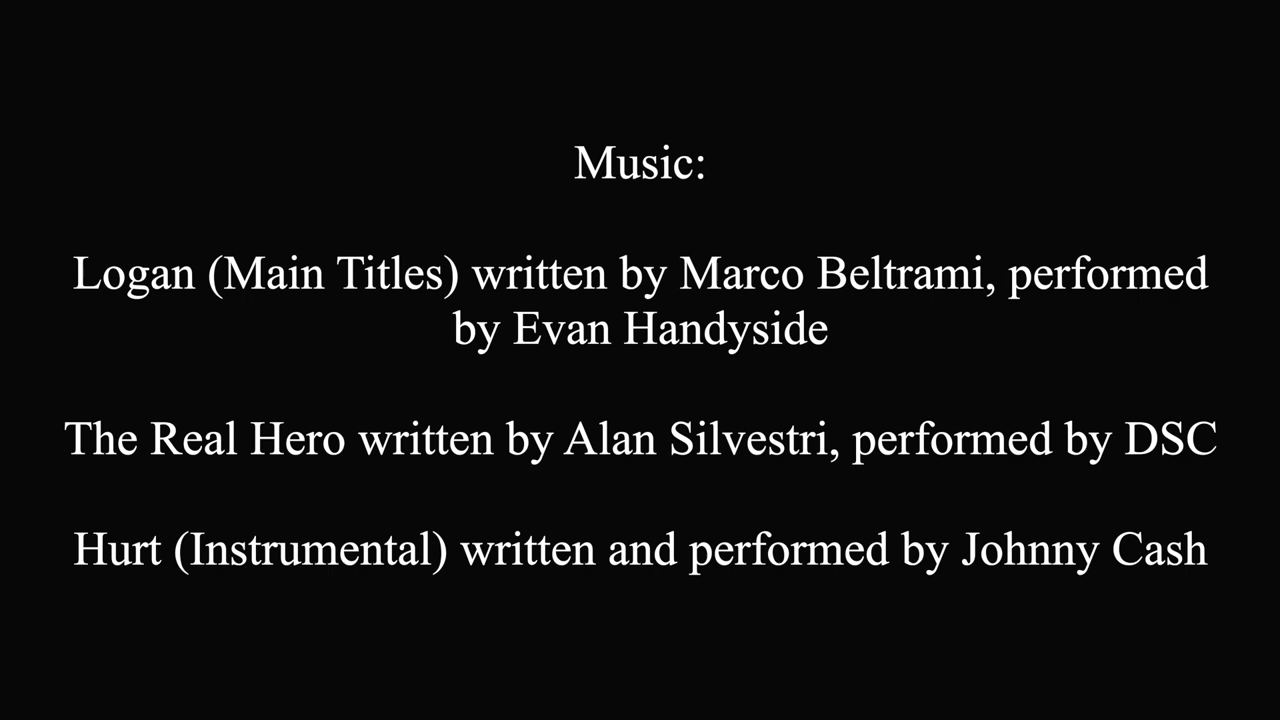 Music:
Logan (Main Titles) written by Marco Beltrami, performed
by Evan Handyside
The Real Hero written by Alan Silvestri, performed by DSC
Hurt (Instrumental) written and performed by Johnny Cash